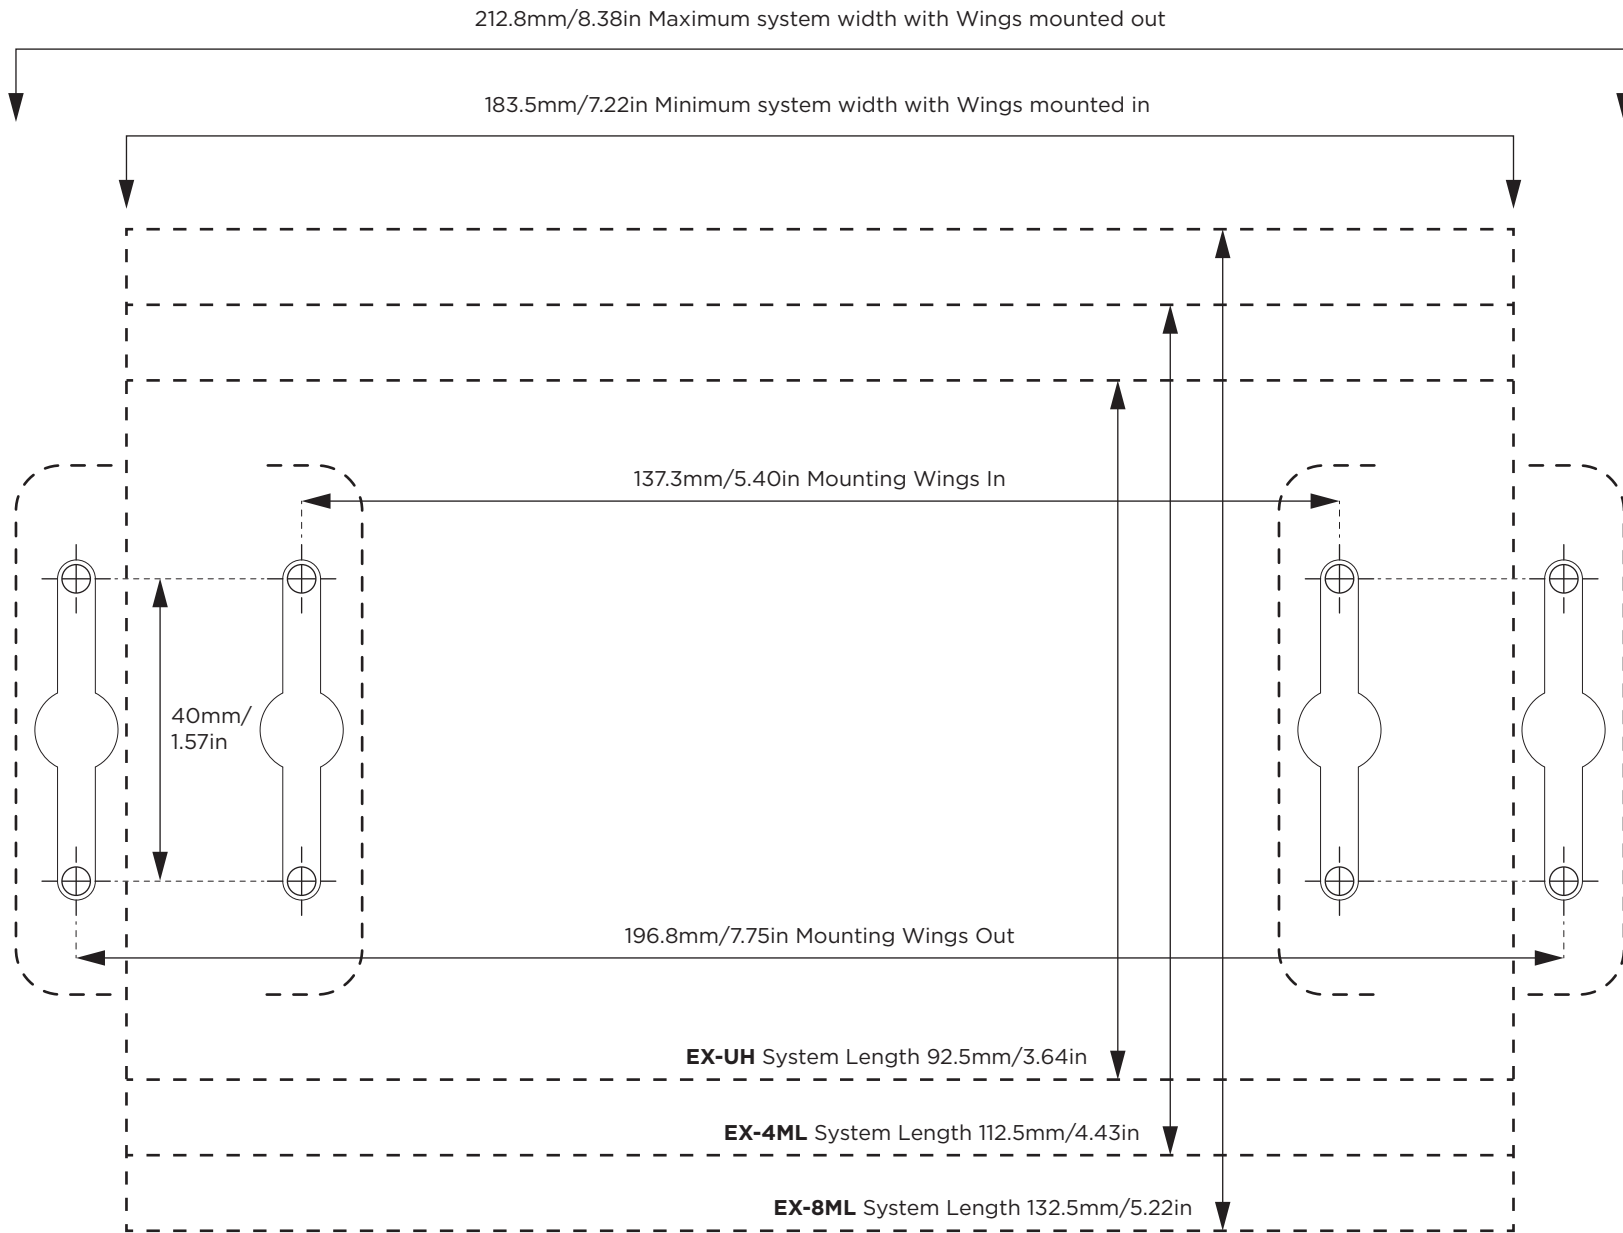 212.8mm/8.38in Maximum system width with Wings mounted out
183.5mm/7.22in Minimum system width with Wings mounted in
137.3mm/5.40in Mounting Wings In
40mm/
1.57in
196.8mm/7.75in Mounting Wings Out
EX-UH System Length 92.5mm/3.64in
EX-4ML System Length 112.5mm/4.43in
EX-8ML System Length 132.5mm/5.22in